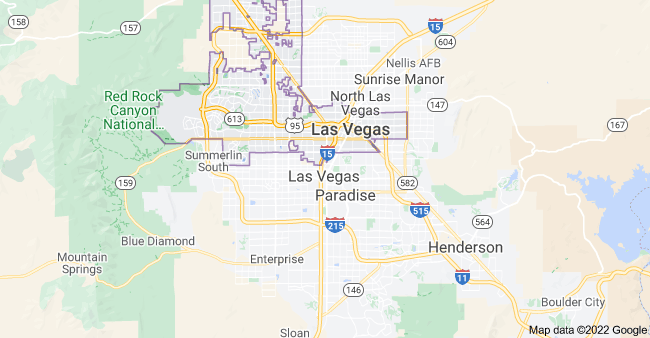 158
157
15
604
Nellis AFB
Sunrise Manor
Red Rock
Canyon
National...
North Las
Vegas
147
613
95
Las Vegas
167
15
Summerlin
South
159
Las Vegas
582
Paradise
515
564
215
Blue Diamond
Henderson
Mountain
Springs
Enterprise
11
146
Boulder City
Sloan
Map data ©2022 Google